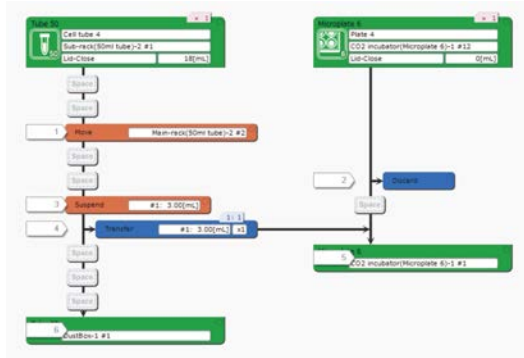 Tube 50
x 1
Cell tube 4
Sub-rack(50ml tube)-2 #1
50
Lid-Close
18[mL]
Microplate 6
x 1
Plate 4
CO2 incubator(Microplate 6)-1 #12
6
Lid-Close
0[mL]
Space
Space
1
Move
Main-rack(50ml tube)-2 #2
Space
Space
2
Discard
3
Suspend
#1: 3.00[mL]
Space
1: 1
4
Transfer
#1: 3.00[mL]
x1
Space
Space
Space
5
6
CO2 incubator(Microplate 6)-1 #1
6
DustBox-1 #1